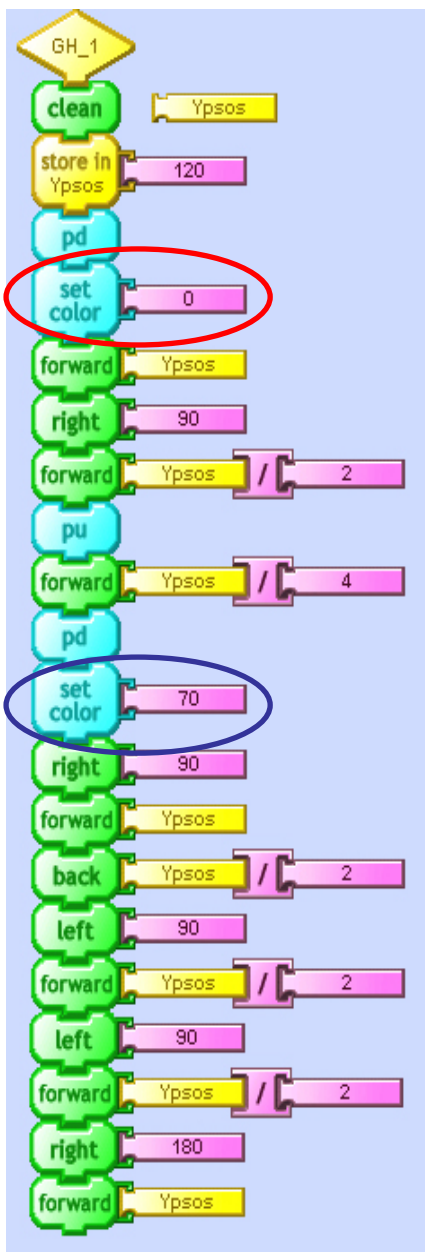 GH_1
clean Ypsos
store in
Ypsos 120
pd
set
color 0
forward Ypsos
right 90
forward Ypsos / 2
pu
forward Ypsos / 4
pd
set
color 70
right 90
forward Ypsos
back Ypsos / 2
left 90
forward Ypsos / 2
left 90
forward Ypsos / 2
right 180
forward Ypsos